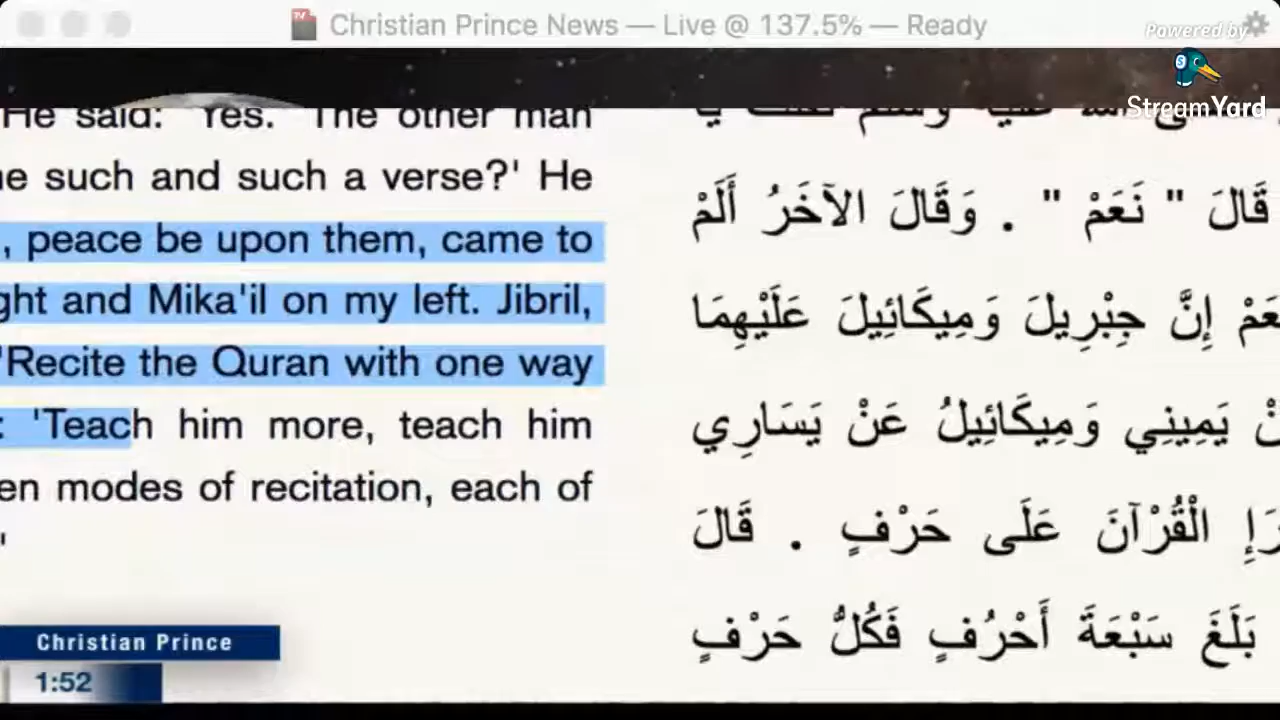 Christian Prince News — Live @ 137.5% — Ready
Powered by
StreamYard
He said: 'Yes.' The other man
e such and such a verse?' He
, peace be upon them, came to
ght and Mika'il on my left. Jibril,
'Recite the Quran with one way
: 'Teach him more, teach him
en modes of recitation, each of
'
قَالَ " نَعَمْ " . وَقَالَ الآخَرُ أَلَمْ
عَمْ إِنَّ جِبْرِيلَ وَمِيكَائِيلَ عَلَيْهِمَا
نْ يَمِينِي وَمِيكَائِيلُ عَنْ يَسَارِي
رَإِ الْقُرْآنَ عَلَى حَرْفٍ . قَالَ
بَلَغَ سَبْعَةَ أَحْرُفٍ فَكُلُّ حَرْفٍ
Christian Prince
1:52